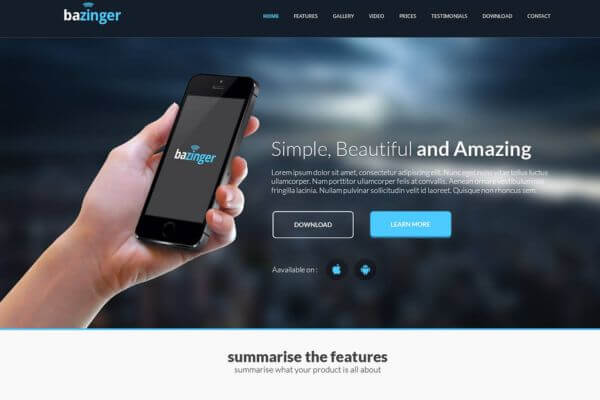 bazinger
HOME FEATURES GALLERY VIDEO PRICES TESTIMONIALS DOWNLOAD CONTACT
bazinger
Simple, Beautiful and Amazing
Lorem ipsum dolor sit amet, consectetur adipiscing elit. Nunc eget nunc vitae tellus luctus
ullamcorper. Nam porttitor ullamcorper felis at convallis. Aenean ornare vestibulum nisi
fringilla lacinia. Nullam pulvinar sollicitudin velit id laoreet. Quisque non rhoncus sem.
DOWNLOAD LEARN MORE
Aavailable on :
summarise the features
summarise what your product is all about